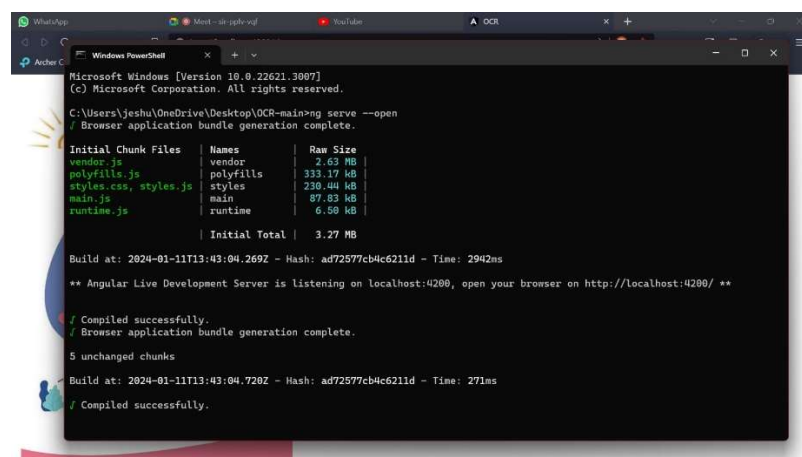 WhatsApp
Meet – sir-pplv-vql
YouTube
OCR
Archer C
Windows PowerShell
Microsoft Windows [Version 10.0.22621.3007]
(c) Microsoft Corporation. All rights reserved.
C:\Users\jeshu\OneDrive\Desktop\OCR-main>ng serve --open
√ Browser application bundle generation complete.
Initial Chunk Files | Names | Raw Size
vendor.js | vendor | 2.63 MB |
polyfills.js | polyfills | 333.17 kB |
styles.css, styles.js | styles | 230.44 kB |
main.js | main | 87.83 kB |
runtime.js | runtime | 6.50 kB |
| Initial Total | 3.27 MB
Build at: 2024-01-11T13:43:04.269Z - Hash: ad72577cb4c6211d - Time: 2942ms
** Angular Live Development Server is listening on localhost:4200, open your browser on http://localhost:4200/ **
√ Compiled successfully.
√ Browser application bundle generation complete.
5 unchanged chunks
Build at: 2024-01-11T13:43:04.720Z - Hash: ad72577cb4c6211d - Time: 271ms
√ Compiled successfully.